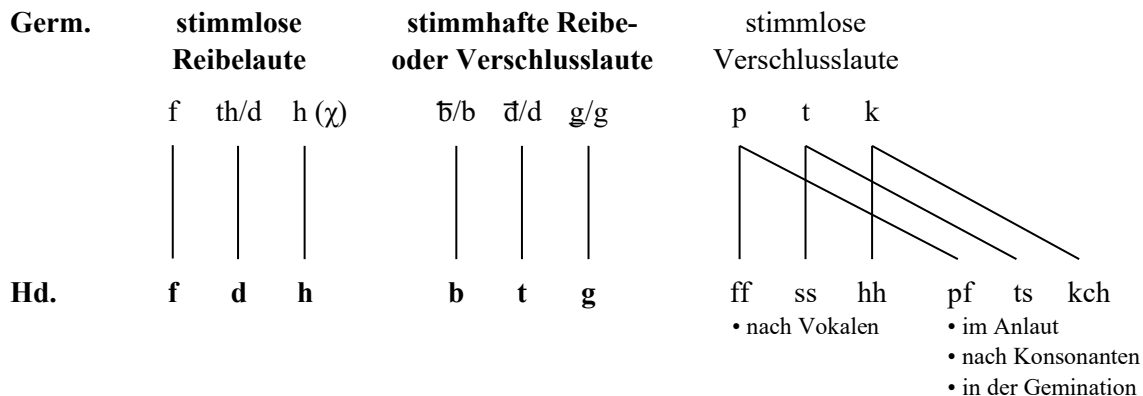 Germ. stimmlose stimmhafte Reibe- stimmlose
Reibelaute oder Verschlusslaute Verschlusslaute
f th/d h (χ) ƀ/b đ/d g̶/g p t k
Hd. f d h b t g ff ss hh pf ts kch
• nach Vokalen • im Anlaut
• nach Konsonanten
• in der Gemination